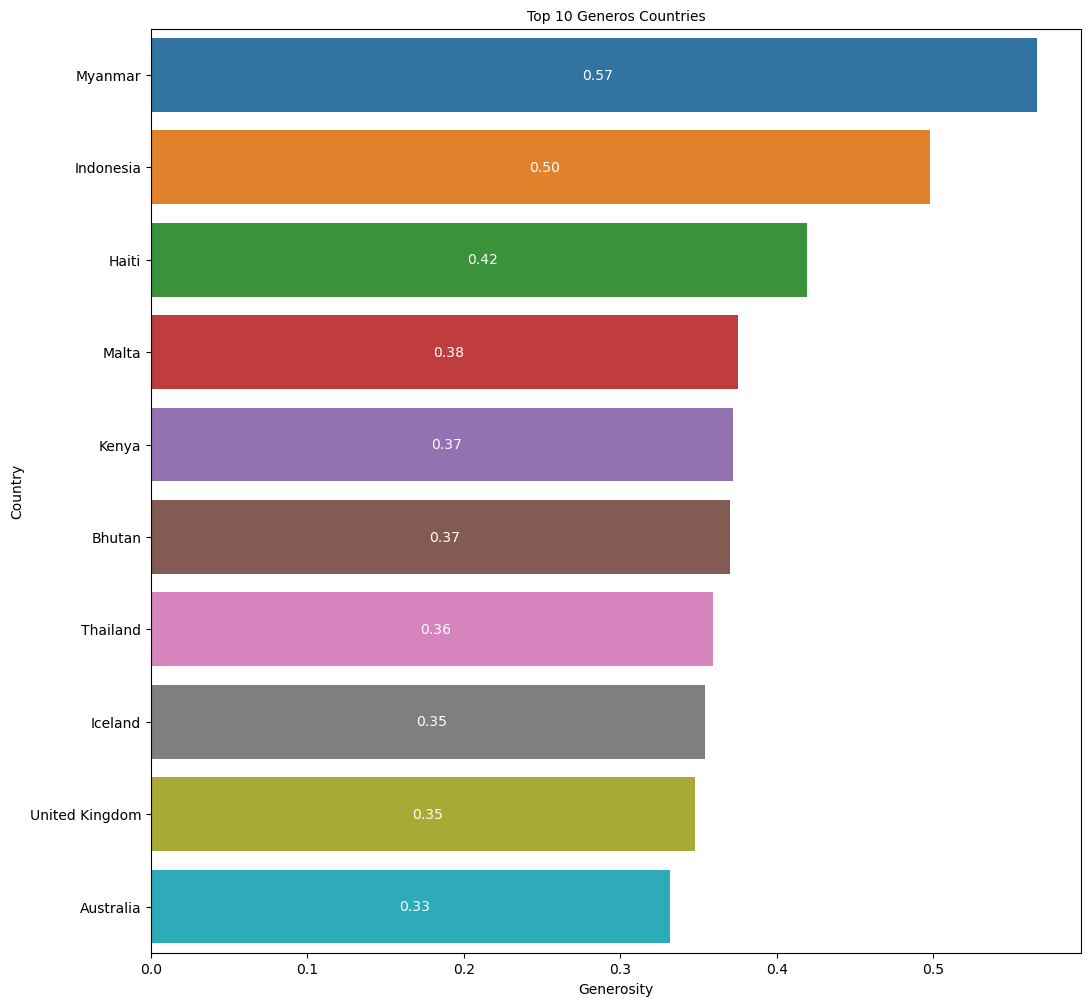 Top 10 Generos Countries
Country
Myanmar
0.57
Indonesia
0.50
Haiti
0.42
Malta
0.38
Kenya
0.37
Bhutan
0.37
Thailand
0.36
Iceland
0.35
United Kingdom
0.35
Australia
0.33
0.0 0.1 0.2 0.3 0.4 0.5
Generosity